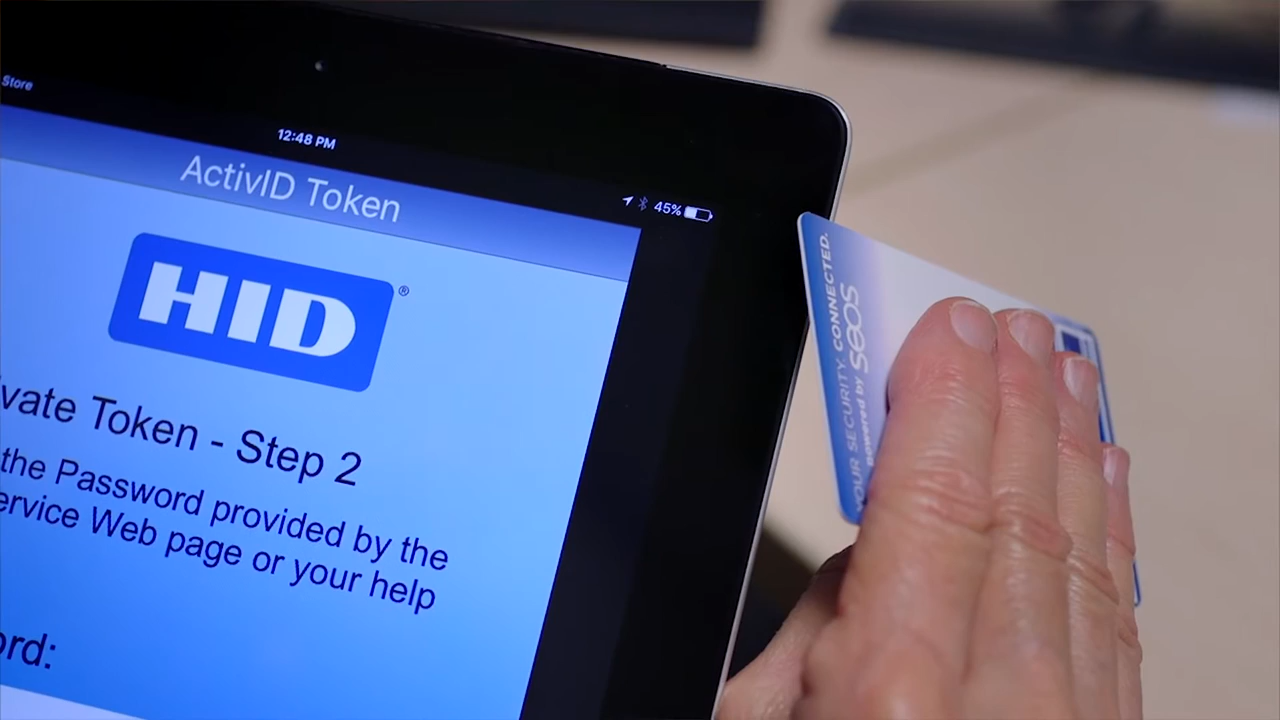 Store
12:48 PM
45%
ActivID Token
HID®
vate Token - Step 2
the Password provided by the
ervice Web page or your help
ord:
YOUR SECURITY. CONNECTED.
powered by seos